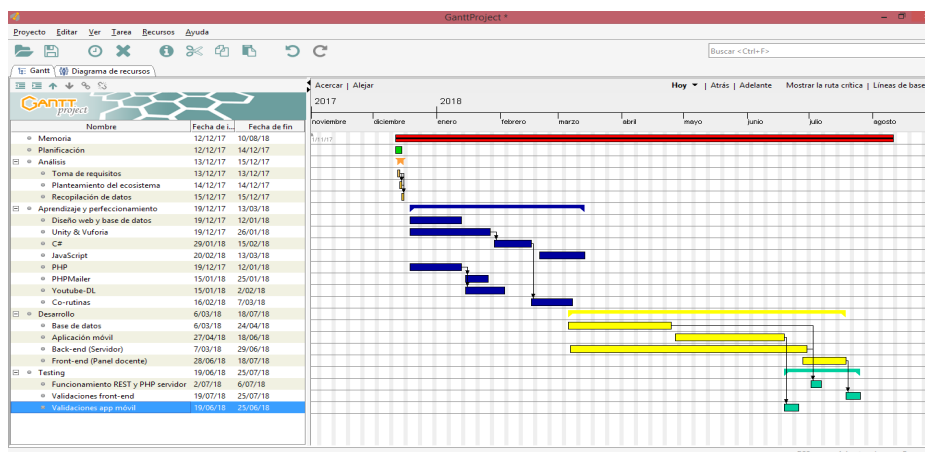 GanttProject *
Proyecto Editar Ver Tarea Recursos Ayuda
Buscar <Ctrl+F>
Gantt Diagrama de recursos
Acercar | Alejar Hoy | Atrás | Adelante Mostrar la ruta crítica | Líneas de base
GANTT project
2017 2018
Nombre Fecha de i... Fecha de fin
noviembre diciembre enero febrero marzo abril mayo junio julio agosto
Memoria 12/12/17 10/08/18
Planificación 12/12/17 14/12/17
Análisis 13/12/17 15/12/17
Toma de requisitos 13/12/17 13/12/17
Planteamiento del ecosistema 14/12/17 14/12/17
Recopilación de datos 15/12/17 15/12/17
Aprendizaje y perfeccionamiento 19/12/17 13/03/18
Diseño web y base de datos 19/12/17 12/01/18
Unity & Vuforia 19/12/17 26/01/18
C# 29/01/18 15/02/18
JavaScript 20/02/18 13/03/18
PHP 19/12/17 12/01/18
PHPMailer 15/01/18 25/01/18
Youtube-DL 15/01/18 2/02/18
Co-rutinas 16/02/18 7/03/18
Desarrollo 6/03/18 18/07/18
Base de datos 6/03/18 24/04/18
Aplicación móvil 27/04/18 18/06/18
Back-end (Servidor) 7/03/18 29/06/18
Front-end (Panel docente) 28/06/18 18/07/18
Testing 19/06/18 25/07/18
Funcionamiento REST y PHP servidor 2/07/18 6/07/18
Validaciones front-end 19/07/18 25/07/18
Validaciones app móvil 19/06/18 25/06/18